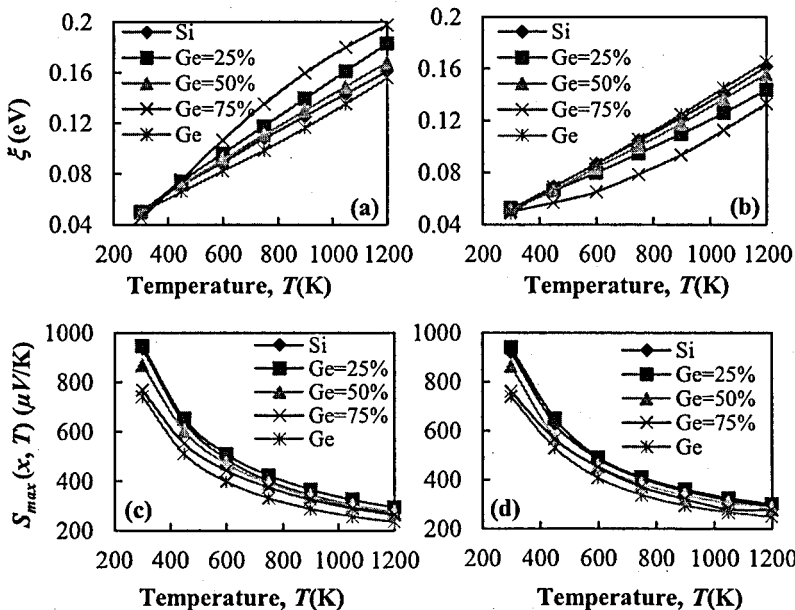 0.2
0.16
0.12
0.08
0.04
ξ (eV)
Si
Ge=25%
Ge=50%
Ge=75%
Ge
(a)
200 400 600 800 1000 1200
Temperature, T(K)
0.2
0.16
0.12
0.08
0.04
Si
Ge=25%
Ge=50%
Ge=75%
Ge
(b)
200 400 600 800 1000 1200
Temperature, T(K)
1000
800
600
400
200
S_max (x, T) (μV/K)
Si
Ge=25%
Ge=50%
Ge=75%
Ge
(c)
200 400 600 800 1000 1200
Temperature, T(K)
1000
800
600
400
200
Si
Ge=25%
Ge=50%
Ge=75%
Ge
(d)
200 400 600 800 1000 1200
Temperature, T(K)